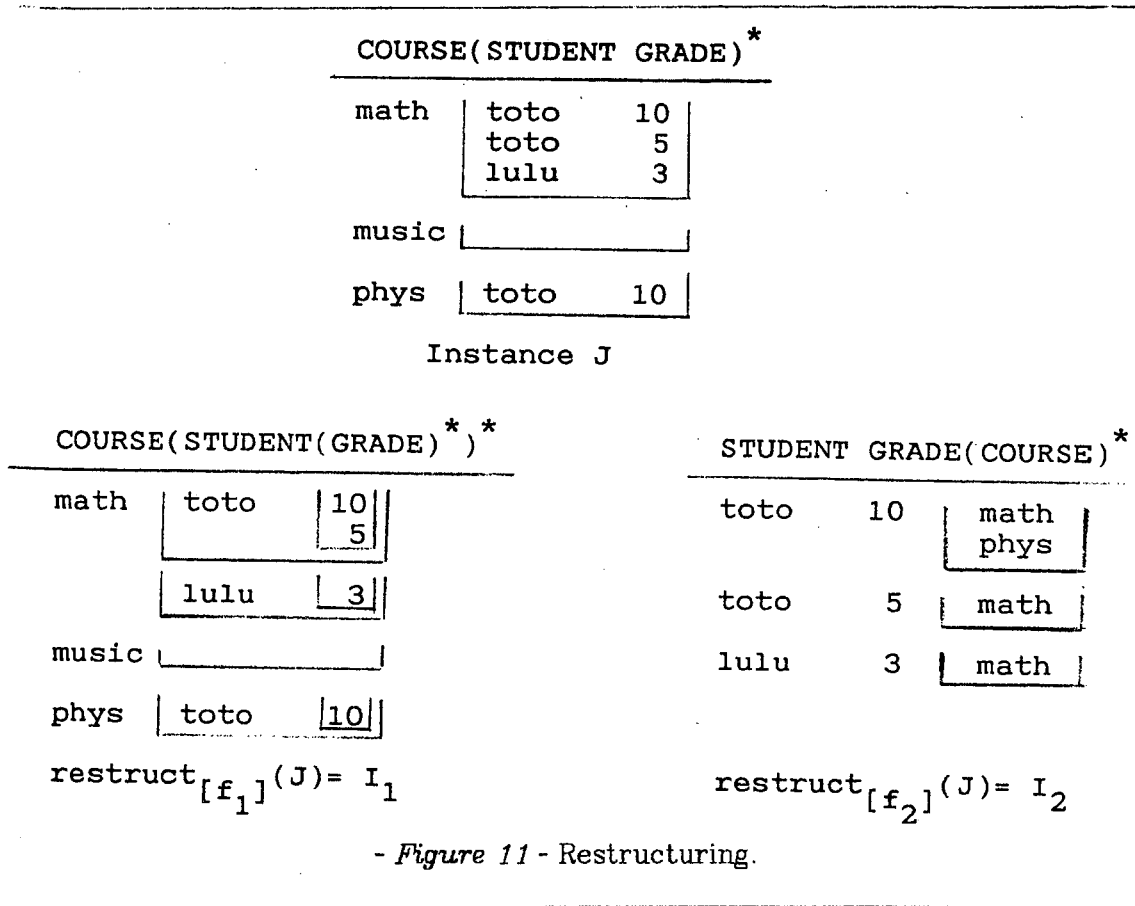 COURSE(STUDENT GRADE)*
math toto 10
toto 5
lulu 3
music
phys toto 10
Instance J
COURSE(STUDENT(GRADE)*)*
math toto 10
5
lulu 3
music
phys toto 10
restruct[f1](J)= I1
STUDENT GRADE(COURSE)*
toto 10 math
phys
toto 5 math
lulu 3 math
restruct[f2](J)= I2
- Figure 11 - Restructuring.